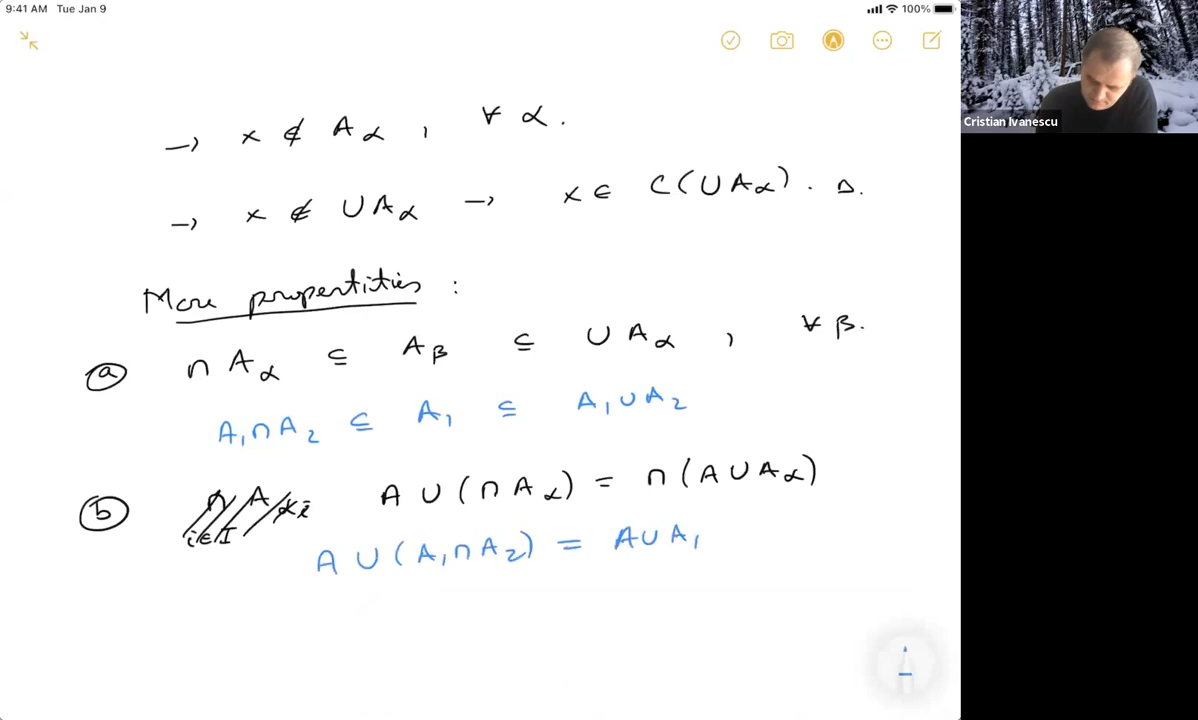 9:41 AM Tue Jan 9
100%
Cristian Ivanescu
→ x ∉ Aα , ∀ α.
→ x ∉ ∪Aα → x ∈ C(∪Aα). Δ.
More propertities :
ⓐ ∩Aα ⊆ Aβ ⊆ ∪Aα , ∀ β.
A₁∩A₂ ⊆ A₁ ⊆ A₁∪A₂
ⓑ A ∪ (∩Aα) = ∩(A∪Aα)
A ∪ (A₁∩A₂) = A∪A₁